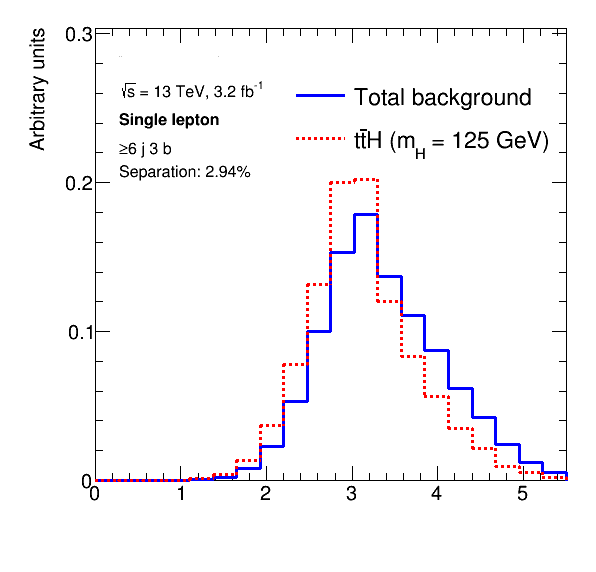 Arbitrary units
0.3
0.2
0.1
0
√s = 13 TeV, 3.2 fb⁻¹
Single lepton
≥6 j 3 b
Separation: 2.94%
Total background
tt̄H (m_H = 125 GeV)
0 1 2 3 4 5